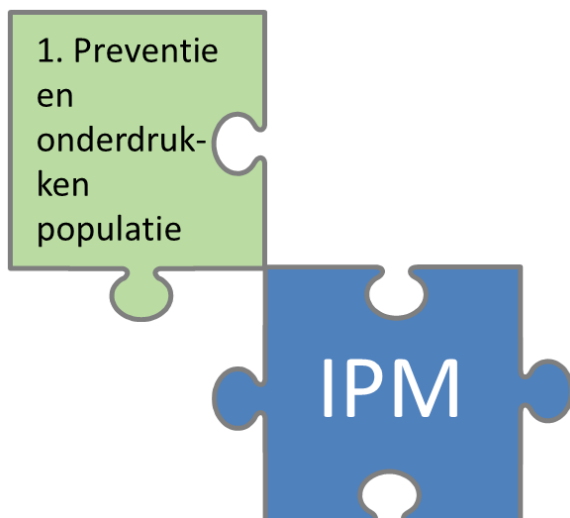 1. Preventie
en
onderdruk-
ken
populatie
IPM